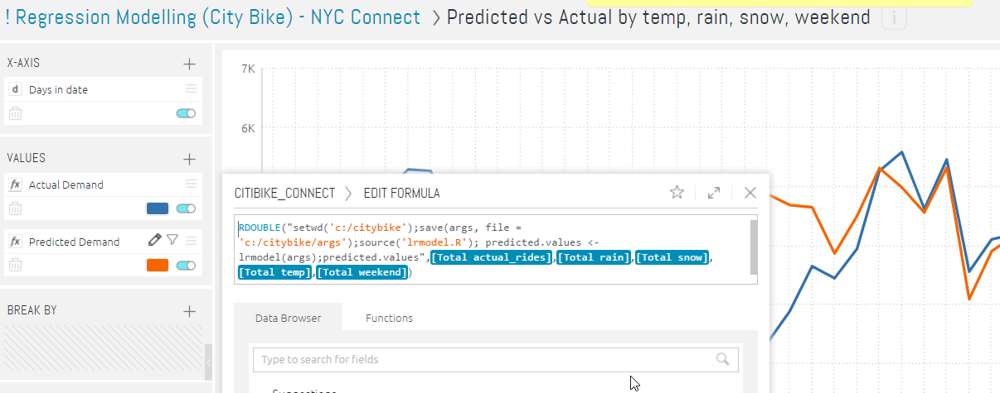 ! Regression Modelling (City Bike) - NYC Connect > Predicted vs Actual by temp, rain, snow, weekend i
X-AXIS +
d Days in date
VALUES +
fx Actual Demand
fx Predicted Demand
BREAK BY +
7K
6K
CITIBIKE_CONNECT > EDIT FORMULA
RDOUBLE("setwd('c:/citybike');save(args, file =
'c:/citybike/args');source('lrmodel.R'); predicted.values <-
lrmodel(args);predicted.values",[Total actual_rides],[Total rain],[Total snow],
[Total temp],[Total weekend])
Data Browser Functions
Type to search for fields